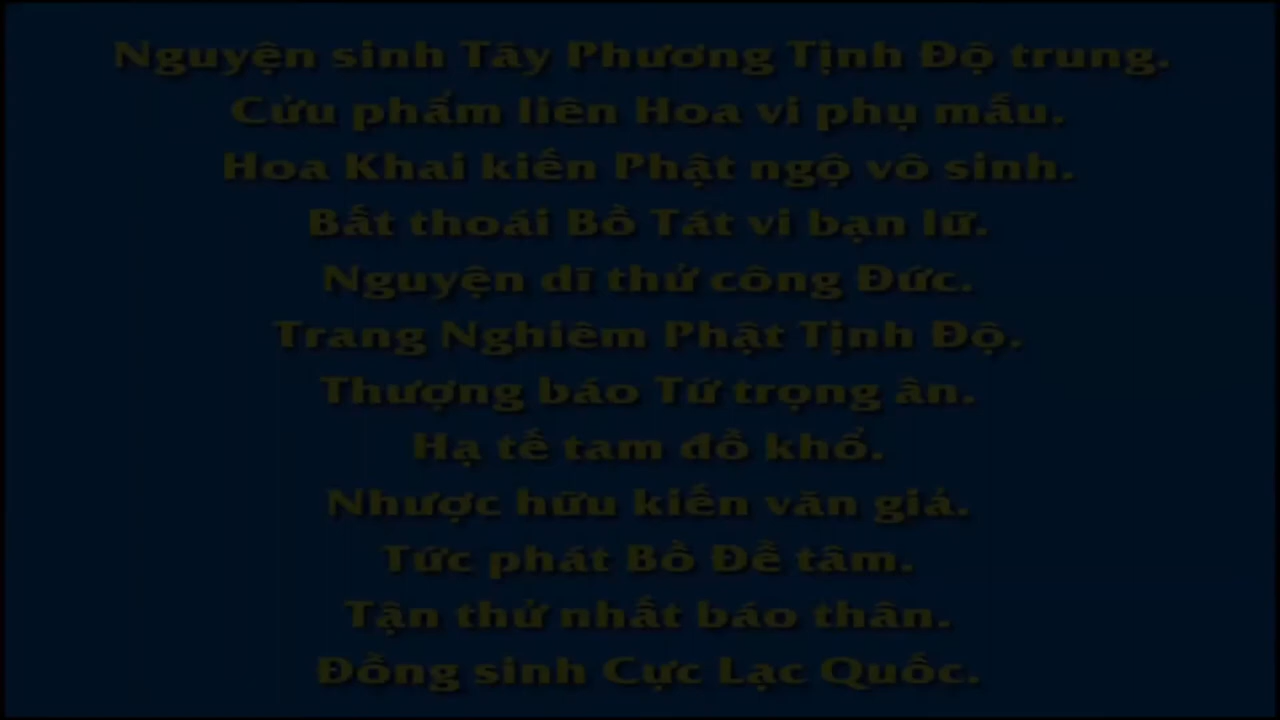 Nguyện sinh Tây Phương Tịnh Độ trung.
Cửu phẩm liên Hoa vi phụ mẫu.
Hoa Khai kiến Phật ngộ vô sinh.
Bất thoái Bồ Tát vi bạn lữ.
Nguyện dĩ thử công Đức.
Trang Nghiêm Phật Tịnh Độ.
Thượng báo Tứ trọng ân.
Hạ tế tam đồ khổ.
Nhược hữu kiến văn giả.
Tức phát Bồ Đề tâm.
Tận thử nhất báo thân.
Đồng sinh Cực Lạc Quốc.